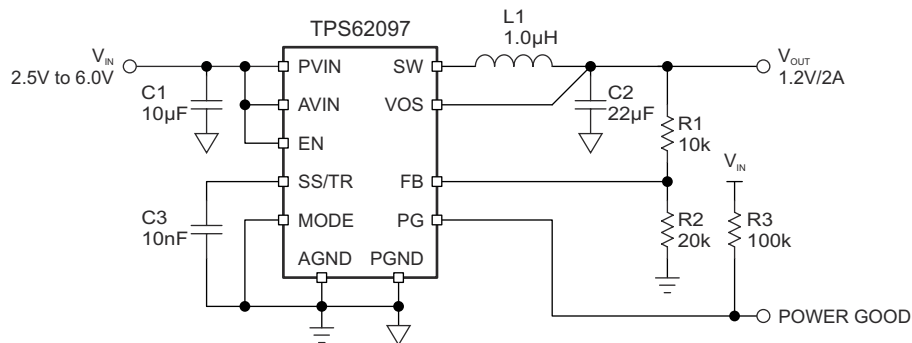 TPS62097
L1
1.0μH
VIN
2.5V to 6.0V
PVIN
SW
VOUT
1.2V/2A
C1
10μF
AVIN
VOS
C2
22μF
EN
R1
10k
VIN
SS/TR
FB
C3
10nF
MODE
PG
R2
20k
R3
100k
AGND
PGND
POWER GOOD